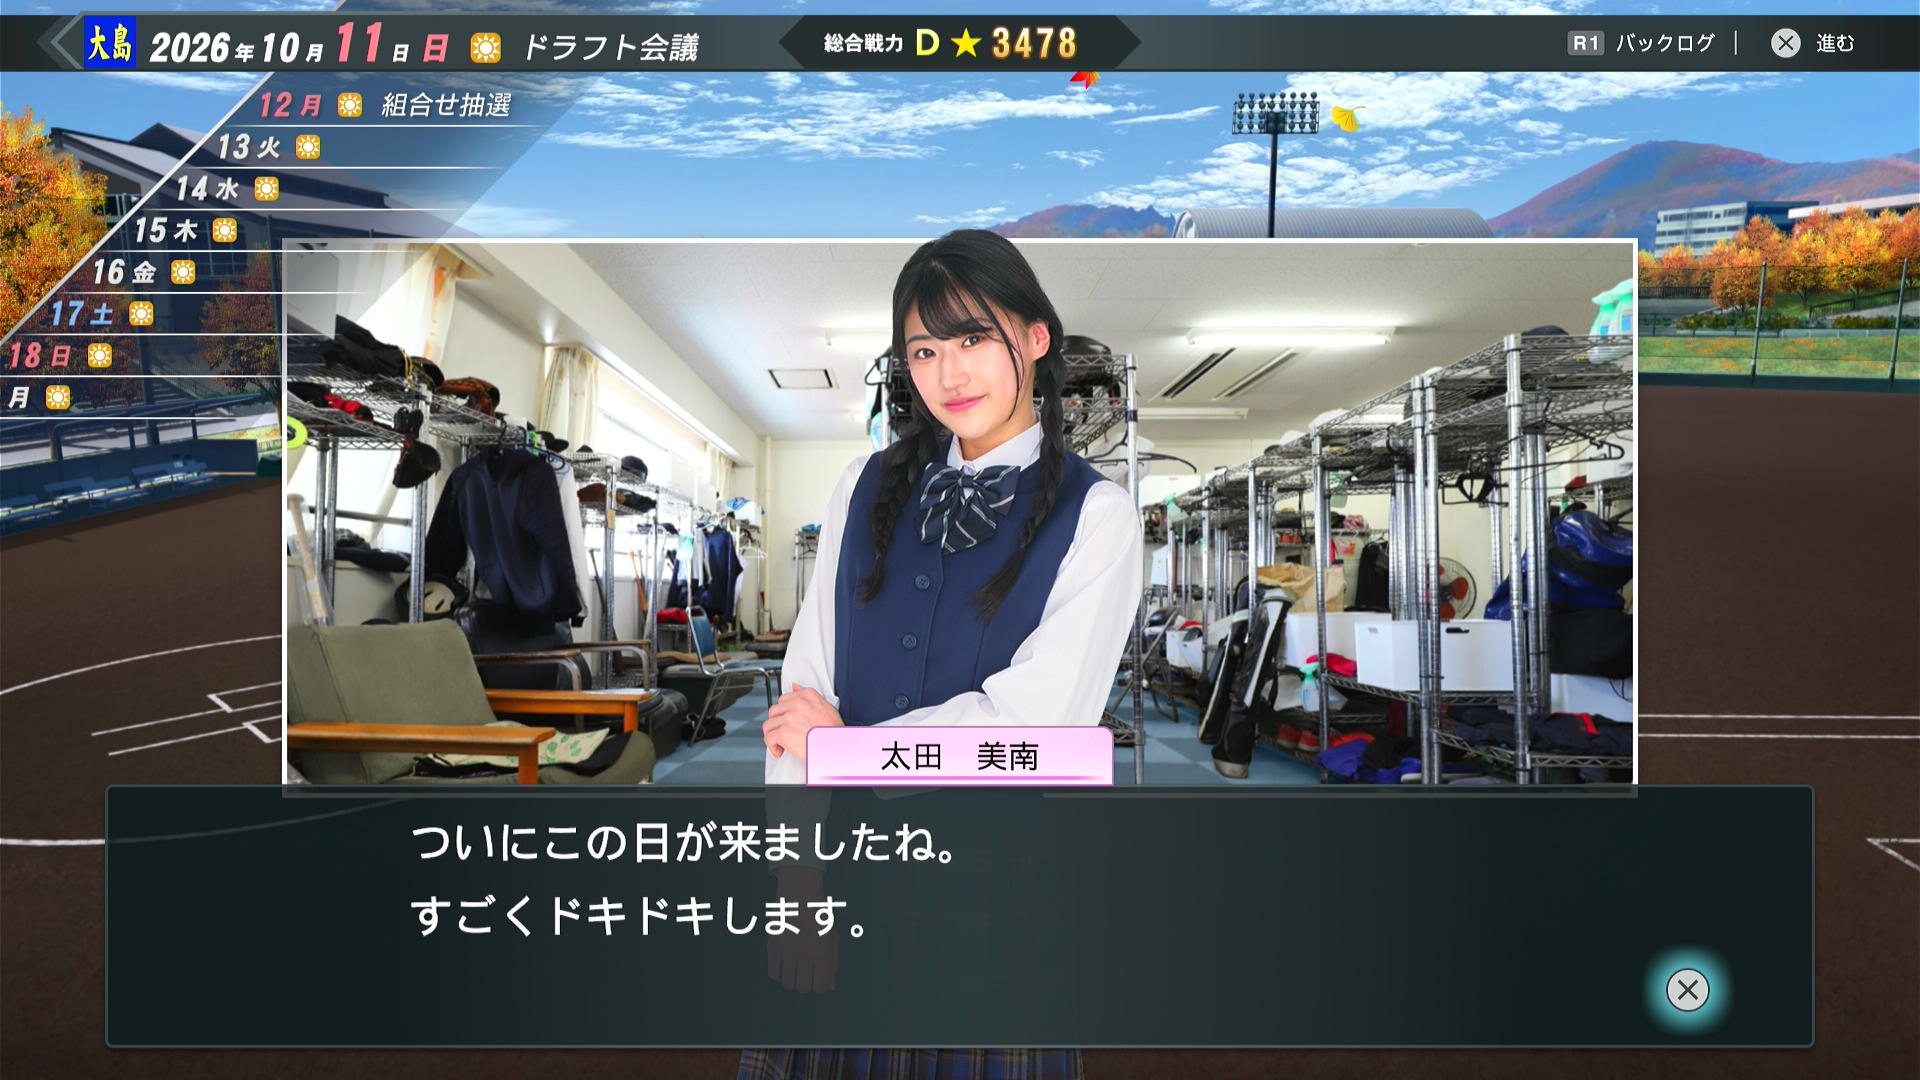 大島 2026年10月11日 日 ドラフト会議
総合戦力 D ★ 3478
R1 バックログ | 進む
12 月 組合せ抽選
13 火
14 水
15 木
16 金
17 土
18 日
月
太田 美南
ついにこの日が来ましたね。
すごくドキドキします。